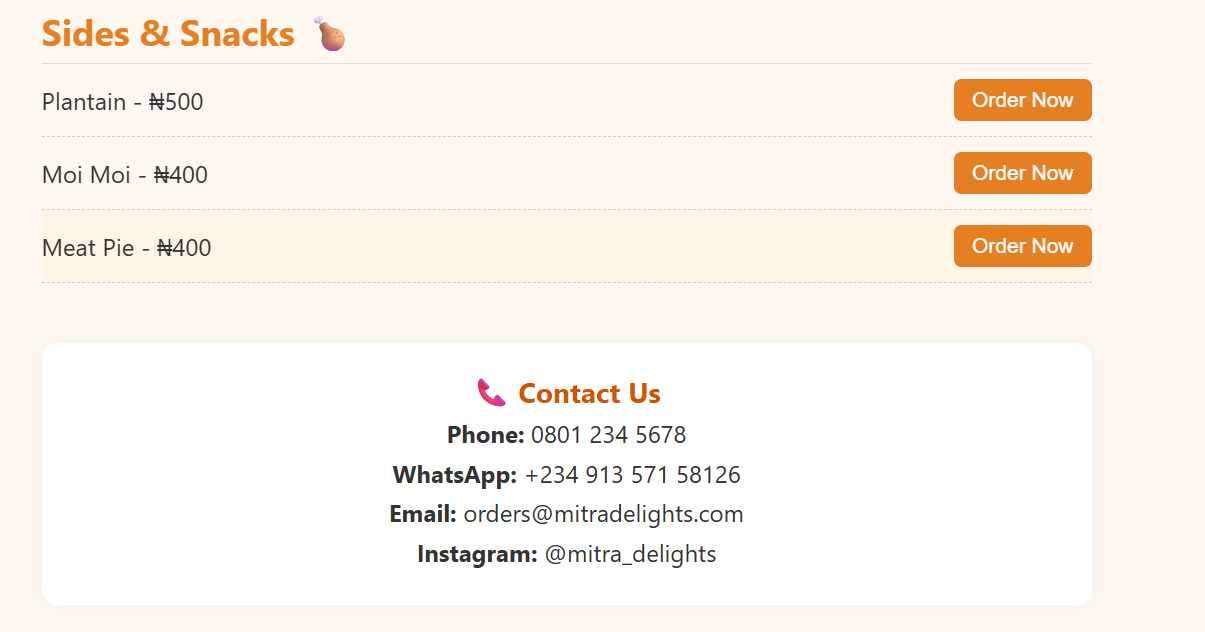 Sides & Snacks 🍗
Plantain - ₦500
Order Now
Moi Moi - ₦400
Order Now
Meat Pie - ₦400
Order Now
📞 Contact Us
Phone: 0801 234 5678
WhatsApp: +234 913 571 58126
Email: orders@mitradelights.com
Instagram: @mitra_delights